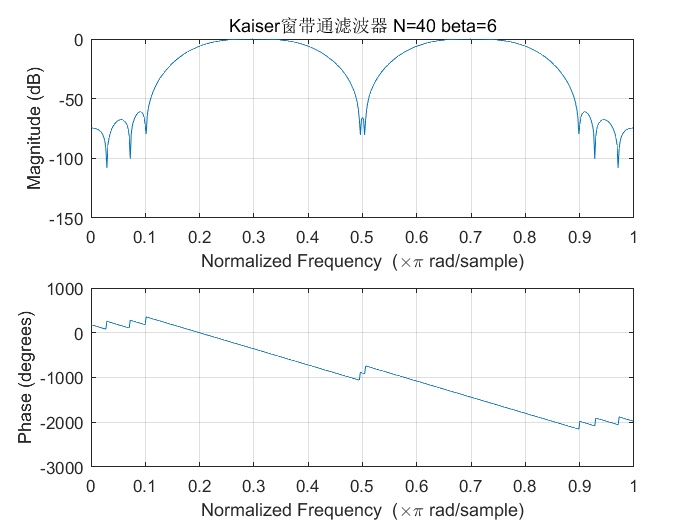 Kaiser窗带通滤波器 N=40 beta=6
Magnitude (dB)
0
-50
-100
-150
0 0.1 0.2 0.3 0.4 0.5 0.6 0.7 0.8 0.9 1
Normalized Frequency (×π rad/sample)
Phase (degrees)
1000
0
-1000
-2000
-3000
0 0.1 0.2 0.3 0.4 0.5 0.6 0.7 0.8 0.9 1
Normalized Frequency (×π rad/sample)